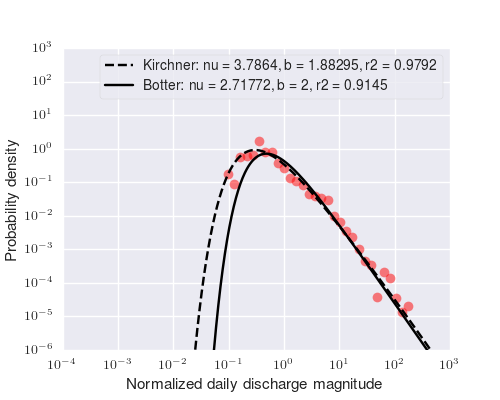 Kirchner: nu = 3.7864, b = 1.88295, r2 = 0.9792
Botter: nu = 2.71772, b = 2, r2 = 0.9145
Probability density
10³
10²
10¹
10⁰
10⁻¹
10⁻²
10⁻³
10⁻⁴
10⁻⁵
10⁻⁶
10⁻⁴ 10⁻³ 10⁻² 10⁻¹ 10⁰ 10¹ 10² 10³
Normalized daily discharge magnitude